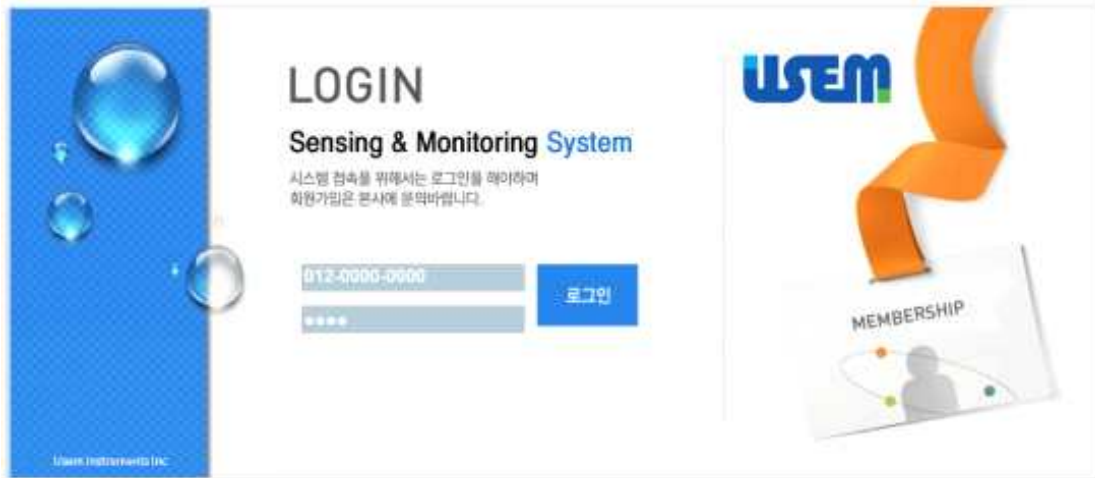 LOGIN
Sensing & Monitoring System
시스템 접속을 위해서는 로그인을 해야하며
회원가입은 본사에 문의바랍니다.
012-0000-0000
●●●●
로그인
USEM
MEMBERSHIP
Usem Instruments Inc